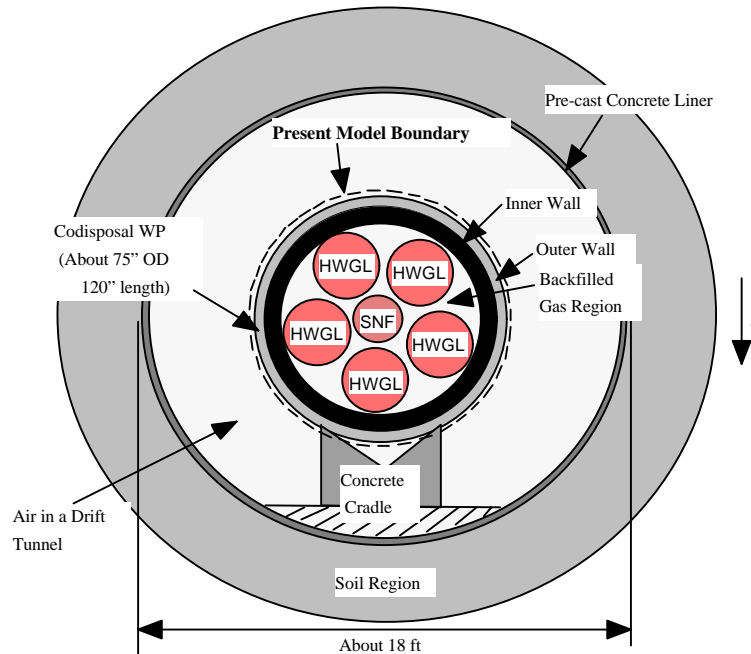 Pre-cast Concrete Liner
Present Model Boundary
Inner Wall
Codisposal WP
(About 75” OD
120” length)
Outer Wall
Backfilled
Gas Region
HWGL
HWGL
HWGL
SNF
HWGL
HWGL
Concrete
Cradle
Air in a Drift
Tunnel
Soil Region
About 18 ft